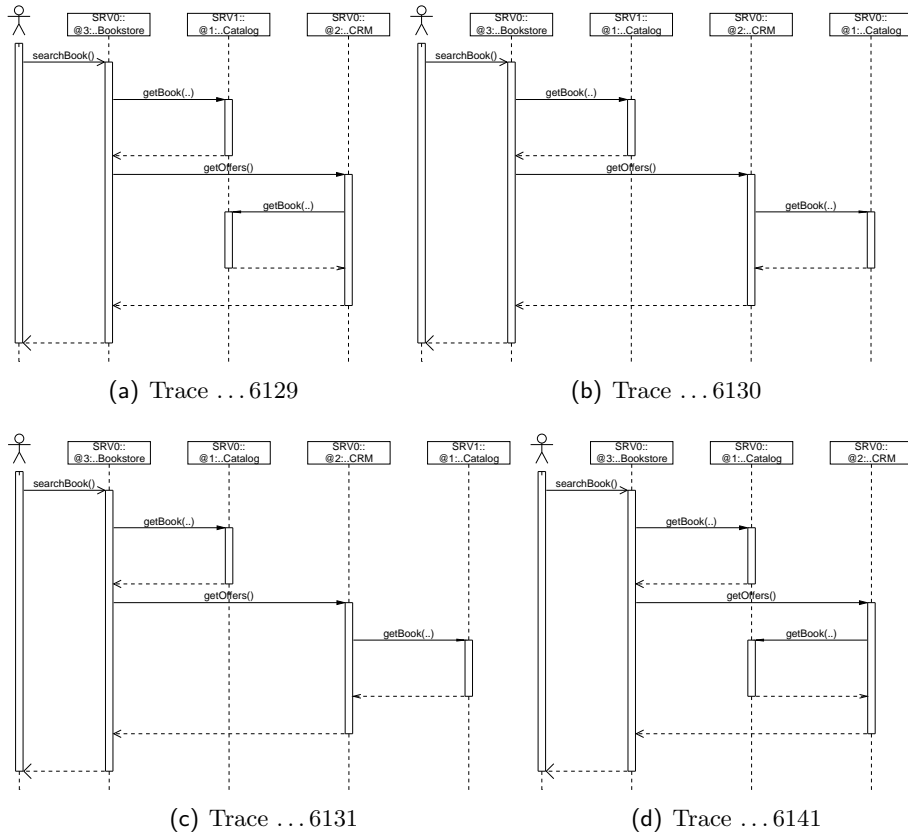 SRV0:: SRV1:: SRV0::
@3:..Bookstore @1:..Catalog @2:..CRM
searchBook()
getBook(..)
getOffers()
getBook(..)
(a) Trace ...6129
SRV0:: SRV1:: SRV0:: SRV0::
@3:..Bookstore @1:..Catalog @2:..CRM @1:..Catalog
searchBook()
getBook(..)
getOffers()
getBook(..)
(b) Trace ...6130
SRV0:: SRV0:: SRV0:: SRV1::
@3:..Bookstore @1:..Catalog @2:..CRM @1:..Catalog
searchBook()
getBook(..)
getOffers()
getBook(..)
(c) Trace ...6131
SRV0:: SRV0:: SRV0::
@3:..Bookstore @1:..Catalog @2:..CRM
searchBook()
getBook(..)
getOffers()
getBook(..)
(d) Trace ...6141